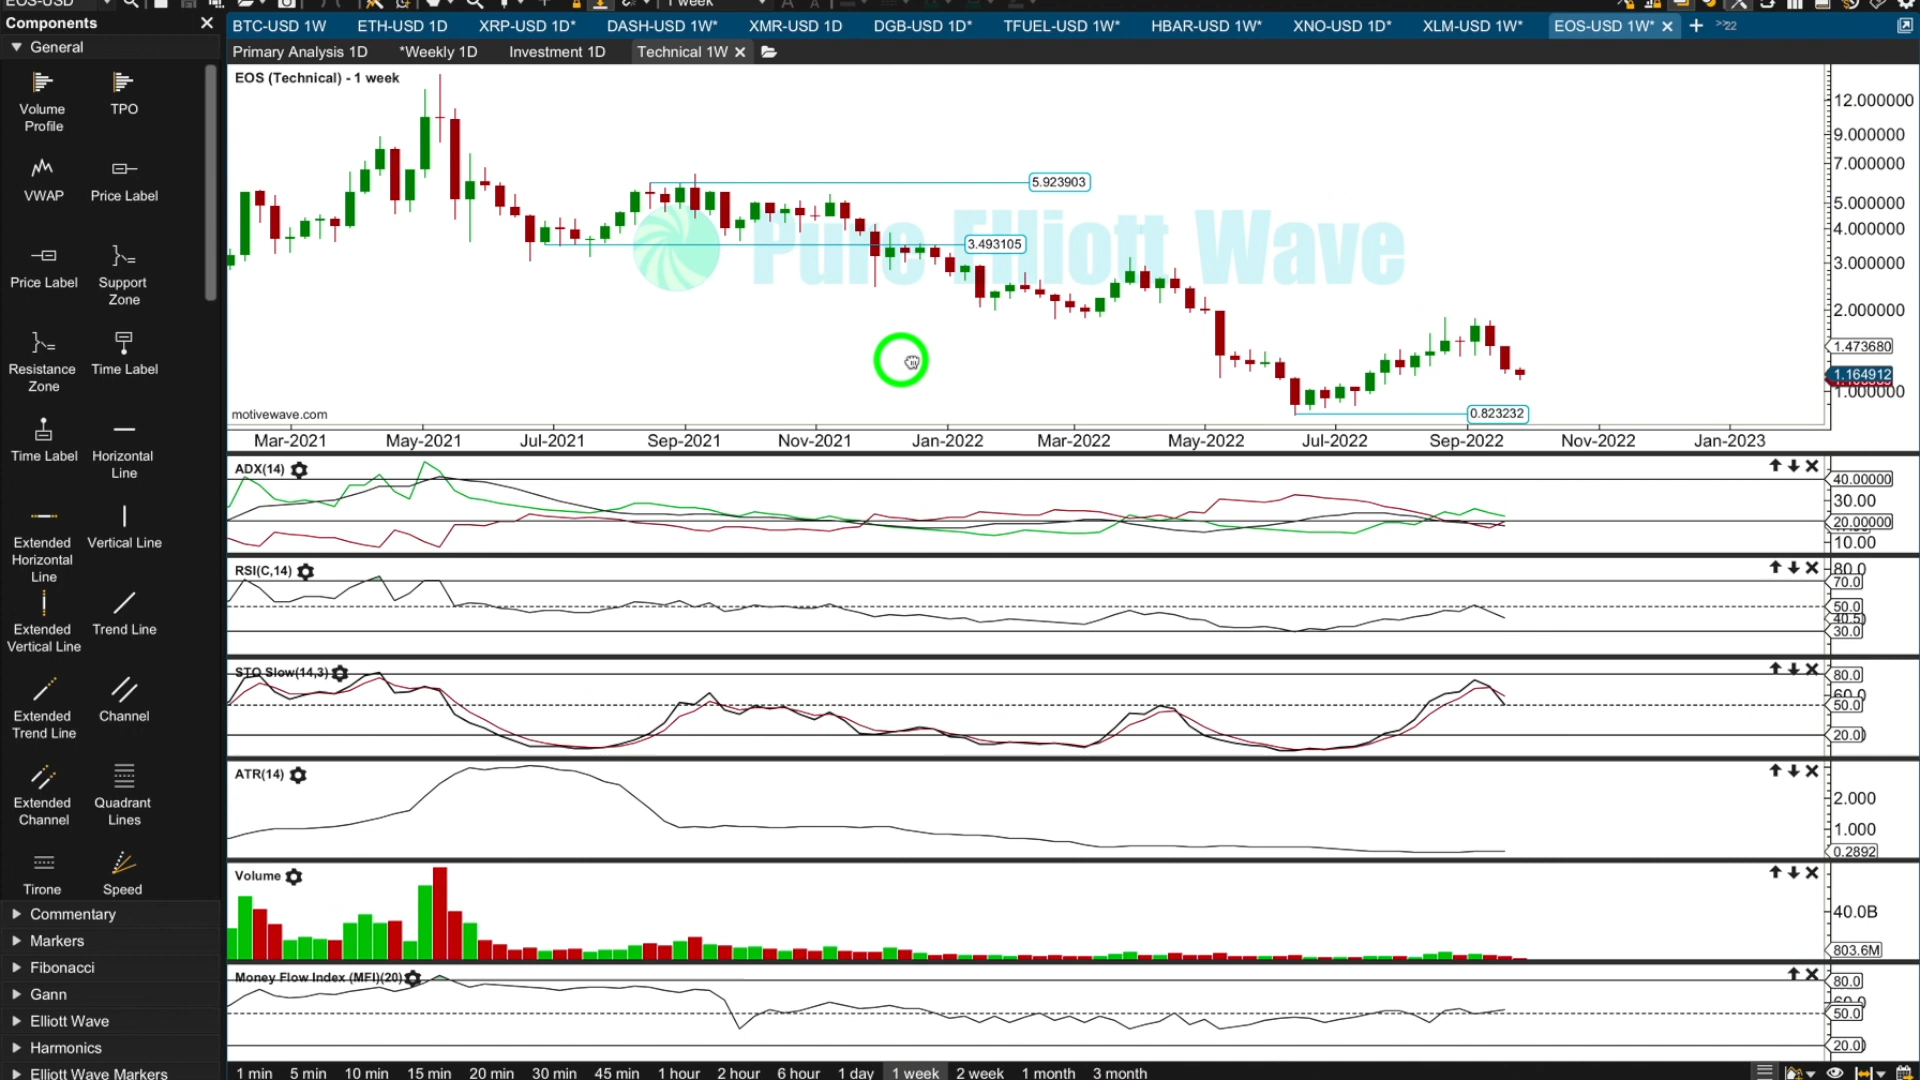 EOS-USD
1 week
Components
General
Volume Profile
TPO
VWAP
Price Label
Price Label
Support Zone
Resistance Zone
Time Label
Time Label
Horizontal Line
Extended Horizontal Line
Vertical Line
Extended Vertical Line
Trend Line
Extended Trend Line
Channel
Extended Channel
Quadrant Lines
Tirone
Speed
Commentary
Markers
Fibonacci
Gann
Elliott Wave
Harmonics
Elliott Wave Markers
BTC-USD 1W ETH-USD 1D XRP-USD 1D* DASH-USD 1W* XMR-USD 1D DGB-USD 1D* TFUEL-USD 1W* HBAR-USD 1W* XNO-USD 1D* XLM-USD 1W* EOS-USD 1W* 22
Primary Analysis 1D *Weekly 1D Investment 1D Technical 1W
EOS (Technical) - 1 week
Pure Elliott Wave
5.923903
3.493105
0.823232
motivewave.com
12.000000
9.000000
7.000000
5.000000
4.000000
3.000000
2.000000
1.473680
1.164912
1.000000
Mar-2021 May-2021 Jul-2021 Sep-2021 Nov-2021 Jan-2022 Mar-2022 May-2022 Jul-2022 Sep-2022 Nov-2022 Jan-2023
ADX(14)
40.00000
30.00
20.00000
10.00
RSI(C,14)
80.0
70.0
50.0
40.5
30.0
STO Slow(14,3)
80.0
60.0
50.0
20.0
ATR(14)
2.000
1.000
0.2892
Volume
40.0B
803.6M
Money Flow Index (MFI)(20)
80.0
60.0
50.0
20.0
1 min 5 min 10 min 15 min 20 min 30 min 45 min 1 hour 2 hour 6 hour 1 day 1 week 2 week 1 month 3 month